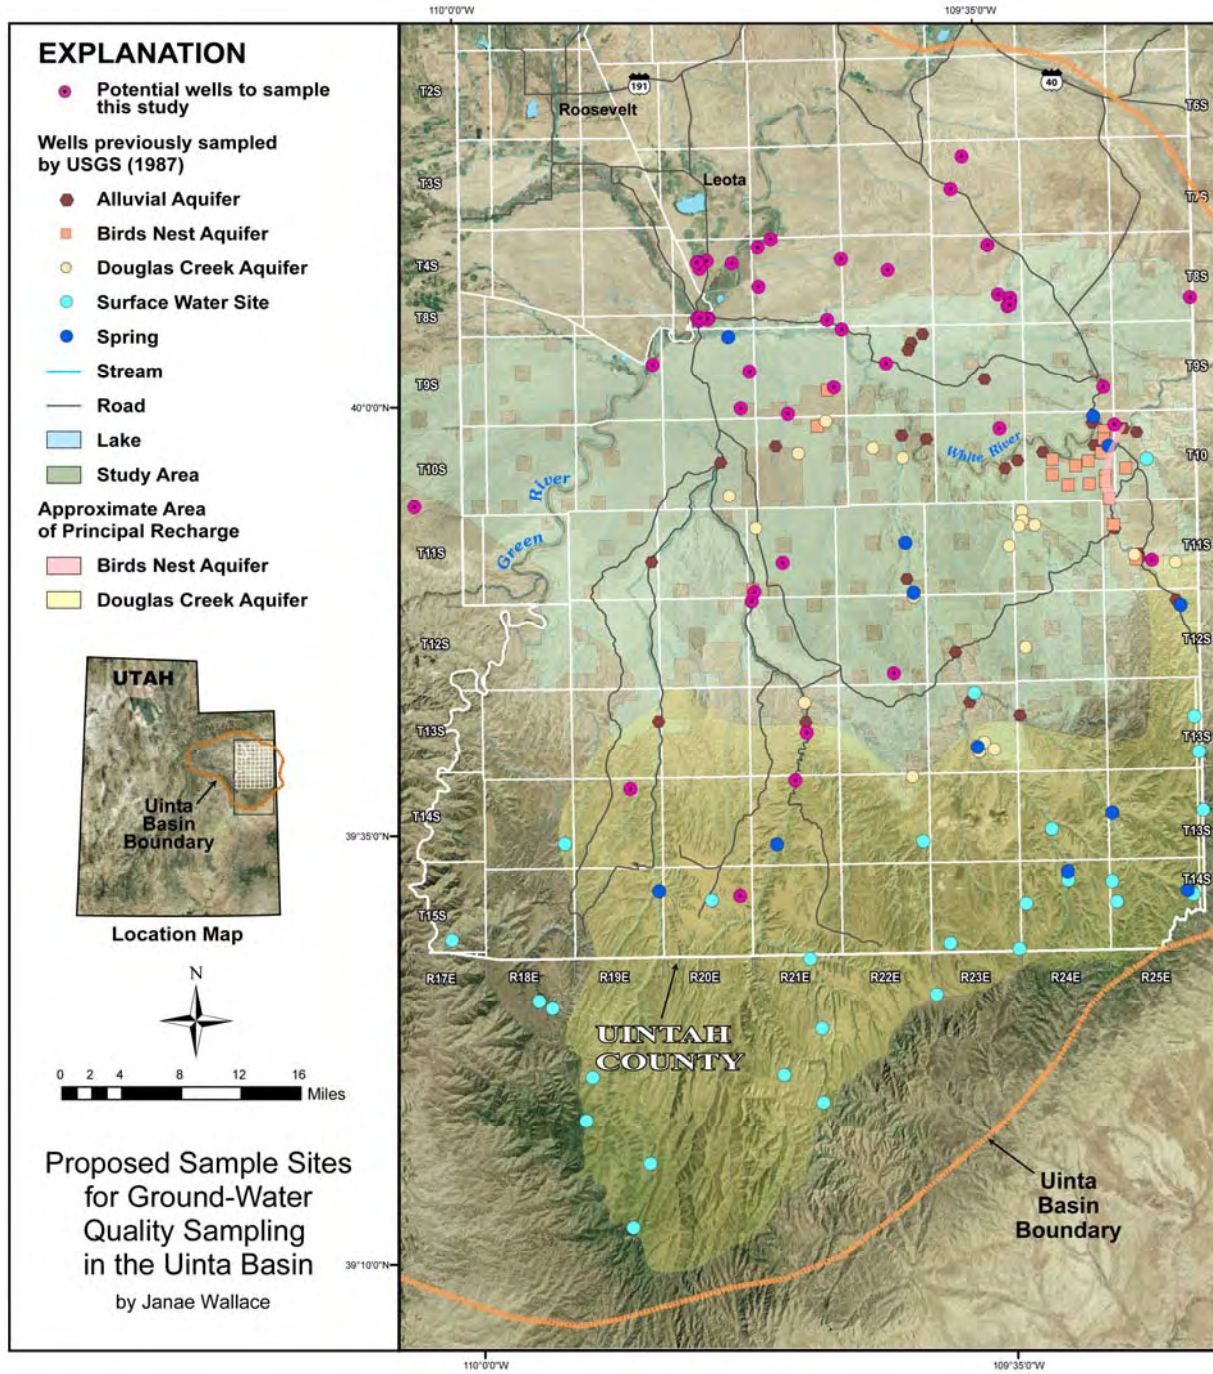 110°0'0"W
109°35'0"W
EXPLANATION
Potential wells to sample
this study
Wells previously sampled
by USGS (1987)
Alluvial Aquifer
Birds Nest Aquifer
Douglas Creek Aquifer
Surface Water Site
Spring
Stream
Road
Lake
Study Area
Approximate Area
of Principal Recharge
Birds Nest Aquifer
Douglas Creek Aquifer
UTAH
Uinta
Basin
Boundary
Location Map
N
0 2 4 8 12 16
Miles
Proposed Sample Sites
for Ground-Water
Quality Sampling
in the Uinta Basin
by Janae Wallace
191
40
Roosevelt
Leota
T2S
T3S
T4S
T8S
T9S
T10S
T11S
T12S
T13S
T14S
T15S
T6S
T7S
T8S
T9S
T10
T11S
T12S
T13S
T13S
T14S
40°0'0"N
39°35'0"N
39°10'0"N
White River
Green River
R17E
R18E
R19E
R20E
R21E
R22E
R23E
R24E
R25E
UINTAH
COUNTY
Uinta
Basin
Boundary
110°0'0"W
109°35'0"W